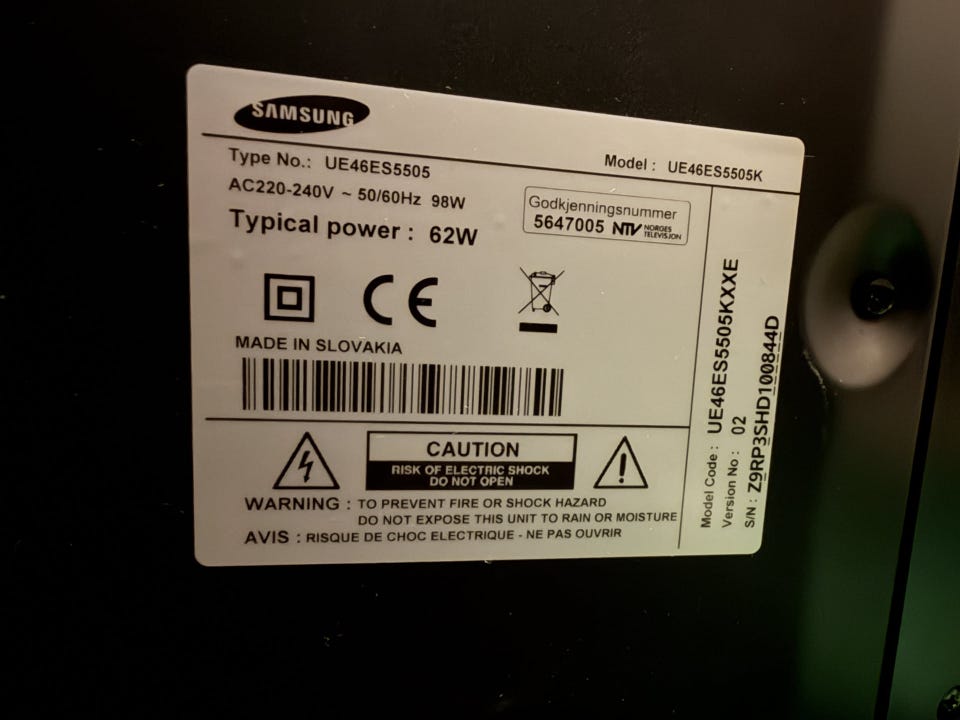 SAMSUNG
Type No.: UE46ES5505
Model : UE46ES5505K
AC220-240V ~ 50/60Hz 98W
Typical power : 62W
Godkjenningsnummer
5647005 NTV NORGES TELEVISJON
CE
MADE IN SLOVAKIA
CAUTION
RISK OF ELECTRIC SHOCK
DO NOT OPEN
WARNING : TO PREVENT FIRE OR SHOCK HAZARD
DO NOT EXPOSE THIS UNIT TO RAIN OR MOISTURE
AVIS : RISQUE DE CHOC ELECTRIQUE - NE PAS OUVRIR
Model Code : UE46ES5505KXXXE
Version No : 02
S/N : Z9RP3SHD100844D